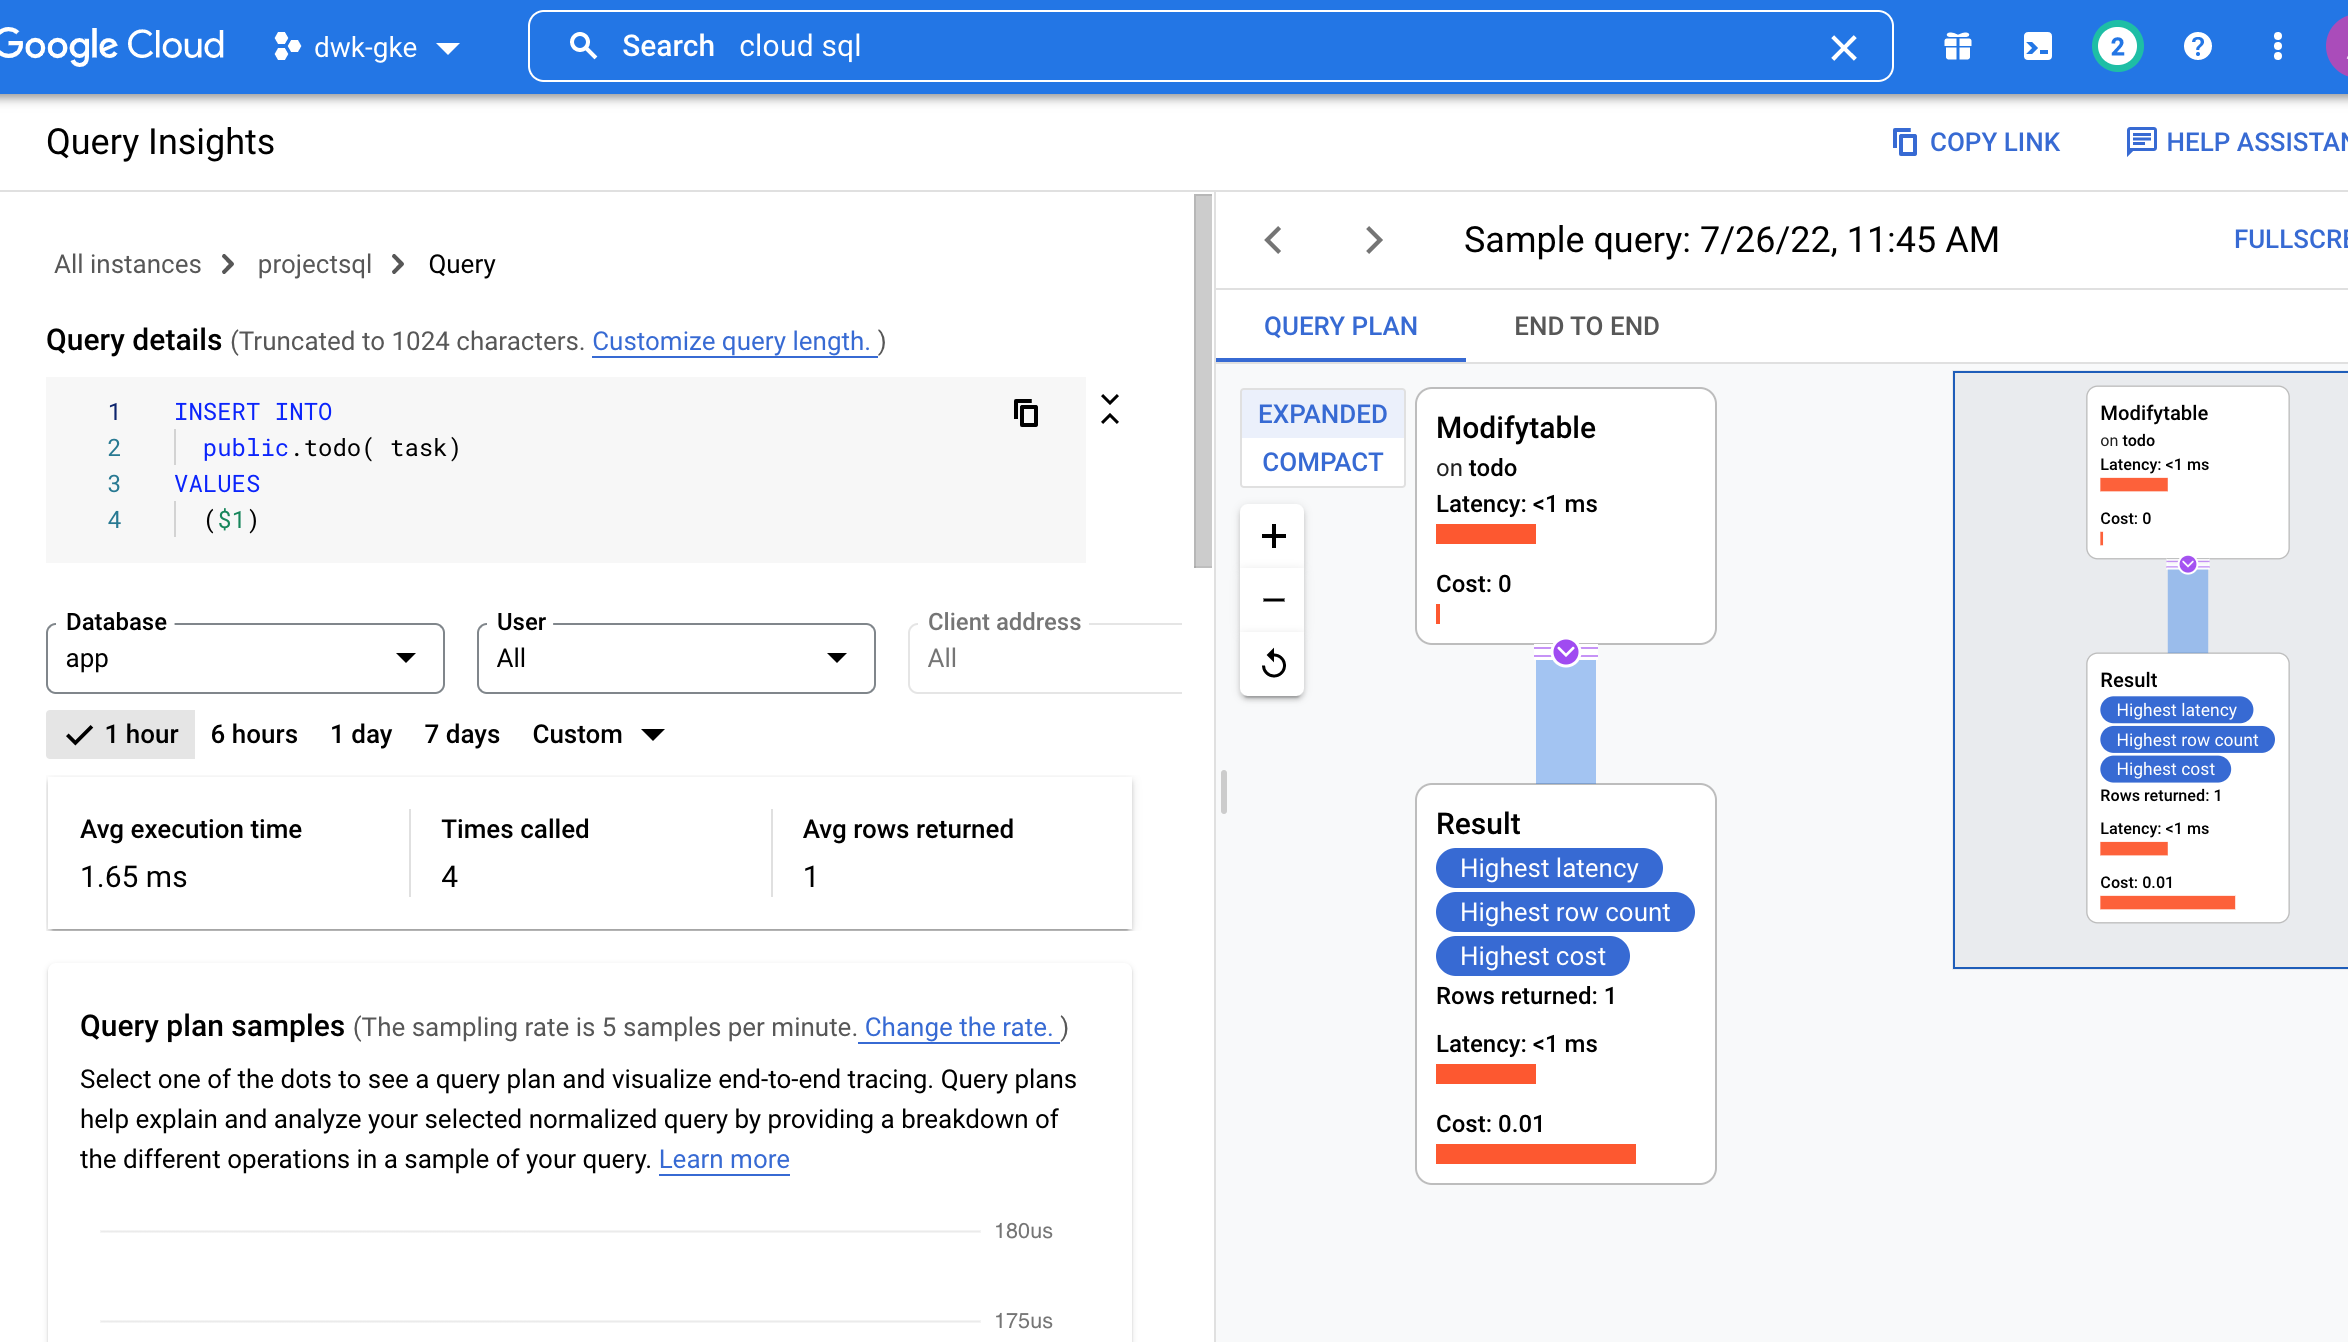 Google Cloud
dwk-gke
Search cloud sql
2
Query Insights
COPY LINK
HELP ASSISTAN
All instances
projectsql
Query
Query details (Truncated to 1024 characters. Customize query length. )
1 INSERT INTO
2 public.todo( task)
3 VALUES
4 ($1)
Database
app
User
All
Client address
All
1 hour
6 hours
1 day
7 days
Custom
Avg execution time
1.65 ms
Times called
4
Avg rows returned
1
Query plan samples (The sampling rate is 5 samples per minute. Change the rate. )
Select one of the dots to see a query plan and visualize end-to-end tracing. Query plans
help explain and analyze your selected normalized query by providing a breakdown of
the different operations in a sample of your query. Learn more
180us
175us
Sample query: 7/26/22, 11:45 AM
FULLSCRE
QUERY PLAN
END TO END
EXPANDED
COMPACT
Modifytable
on todo
Latency: <1 ms
Cost: 0
Result
Highest latency
Highest row count
Highest cost
Rows returned: 1
Latency: <1 ms
Cost: 0.01
Modifytable
on todo
Latency: <1 ms
Cost: 0
Result
Highest latency
Highest row count
Highest cost
Rows returned: 1
Latency: <1 ms
Cost: 0.01